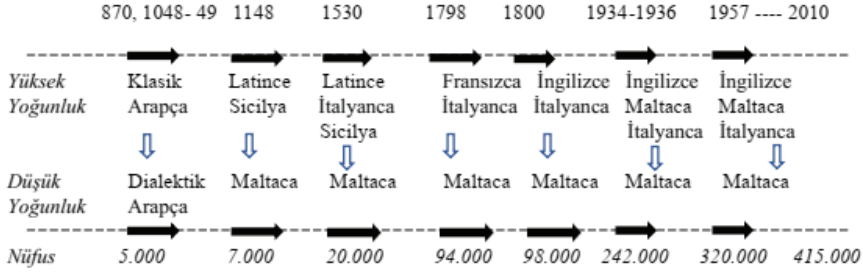 870, 1048- 49 1148 1530 1798 1800 1934-1936 1957 ---- 2010
Yüksek Klasik Latince Latince Fransızca İngilizce İngilizce İngilizce
Yoğunluk Arapça Sicilya İtalyanca İtalyanca İtalyanca Maltaca Maltaca
Sicilya İtalyanca İtalyanca
Düşük Dialektik Maltaca Maltaca Maltaca Maltaca Maltaca Maltaca
Yoğunluk Arapça
Nüfus 5.000 7.000 20.000 94.000 98.000 242.000 320.000 415.000